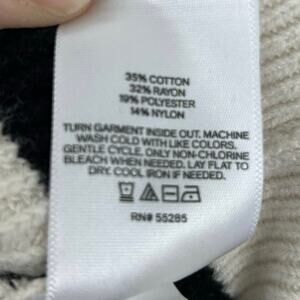 35% COTTON
32% RAYON
19% POLYESTER
14% NYLON
TURN GARMENT INSIDE OUT. MACHINE
WASH COLD WITH LIKE COLORS.
GENTLE CYCLE. ONLY NON-CHLORINE
BLEACH WHEN NEEDED. LAY FLAT TO
DRY. COOL IRON IF NEEDED.
RN# 55285